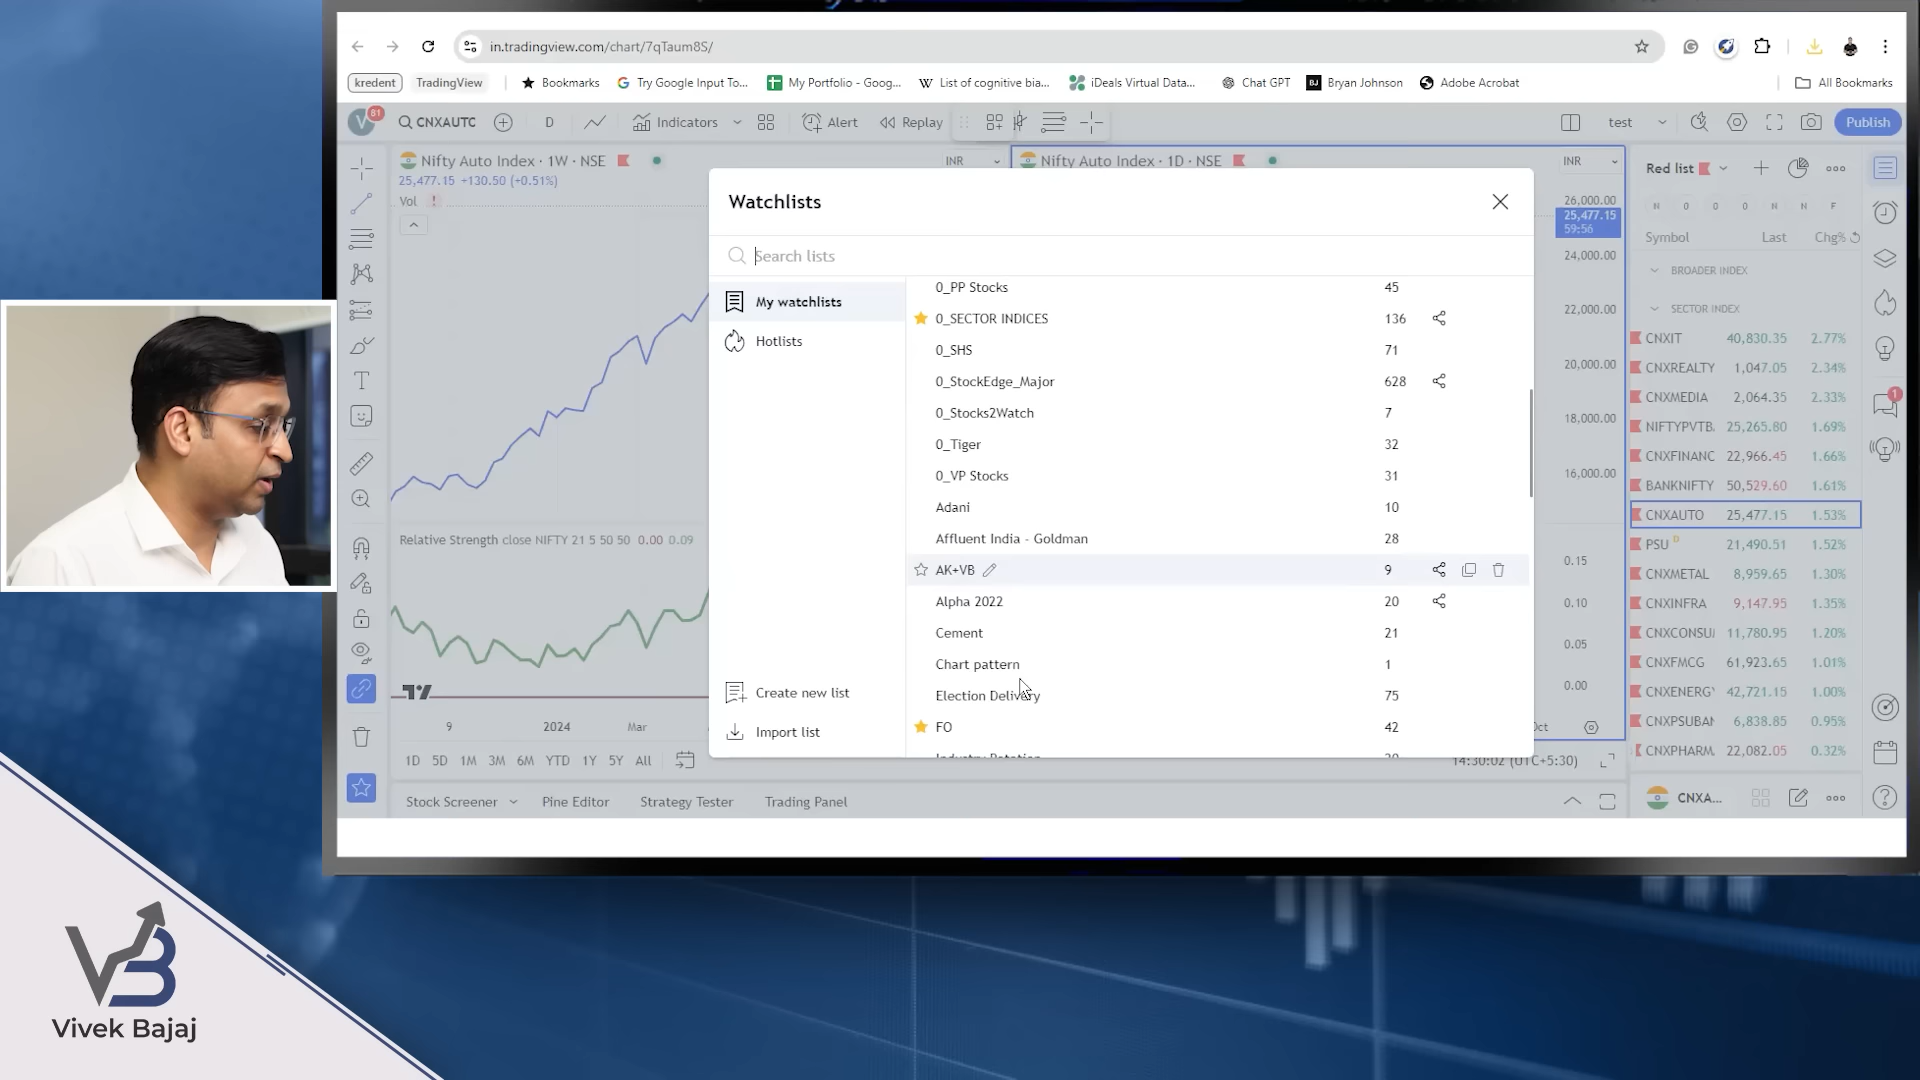 in.tradingview.com/chart/7qTaum8S/
kredent TradingView Bookmarks Try Google Input To... My Portfolio - Goog... List of cognitive bia... iDeals Virtual Data... Chat GPT Bryan Johnson Adobe Acrobat All Bookmarks
V 81 CNXAUTC D Indicators Alert Replay test Publish
Nifty Auto Index · 1W · NSE INR
25,477.15 +130.50 (+0.51%)
Vol !
Relative Strength close NIFTY 21 5 50 50 0.00 0.09
9 2024 Mar
Nifty Auto Index · 1D · NSE INR
26,000.00
25,477.15
59:56
24,000.00
22,000.00
20,000.00
18,000.00
16,000.00
0.15
0.10
0.05
0.00
Watchlists
Search lists
My watchlists
Hotlists
Create new list
Import list
0_PP Stocks 45
0_SECTOR INDICES 136
0_SHS 71
0_StockEdge_Major 628
0_Stocks2Watch 7
0_Tiger 32
0_VP Stocks 31
Adani 10
Affluent India - Goldman 28
AK+VB 9
Alpha 2022 20
Cement 21
Chart pattern 1
Election Delivery 75
FO 42
Industry Rotation
1D 5D 1M 3M 6M YTD 1Y 5Y All 14:30:02 (UTC+5:30)
Stock Screener Pine Editor Strategy Tester Trading Panel
Red list
N 0 0 0 N N F
Symbol Last Chg%
BROADER INDEX
SECTOR INDEX
CNXIT 40,830.35 2.77%
CNXREALTY 1,047.05 2.34%
CNXMEDIA 2,064.35 2.33%
NIFTYPVTB. 25,265.80 1.69%
CNXFINANC 22,966.45 1.66%
BANKNIFTY 50,529.60 1.61%
CNXAUTO 25,477.15 1.53%
PSU D 21,490.51 1.52%
CNXMETAL 8,959.65 1.30%
CNXINFRA 9,147.95 1.35%
CNXCONSU 11,780.95 1.20%
CNXFMCG 61,923.65 1.01%
CNXENERG 42,721.15 1.00%
CNXPSUBAN 6,838.85 0.95%
CNXPHARM. 22,082.05 0.32%
CNXA...
1
VB
Vivek Bajaj